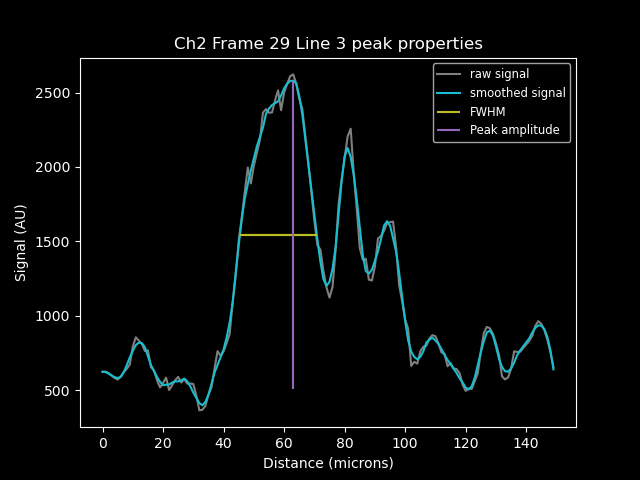 Ch2 Frame 29 Line 3 peak properties
raw signal
smoothed signal
FWHM
Peak amplitude
Signal (AU)
2500
2000
1500
1000
500
0 20 40 60 80 100 120 140
Distance (microns)